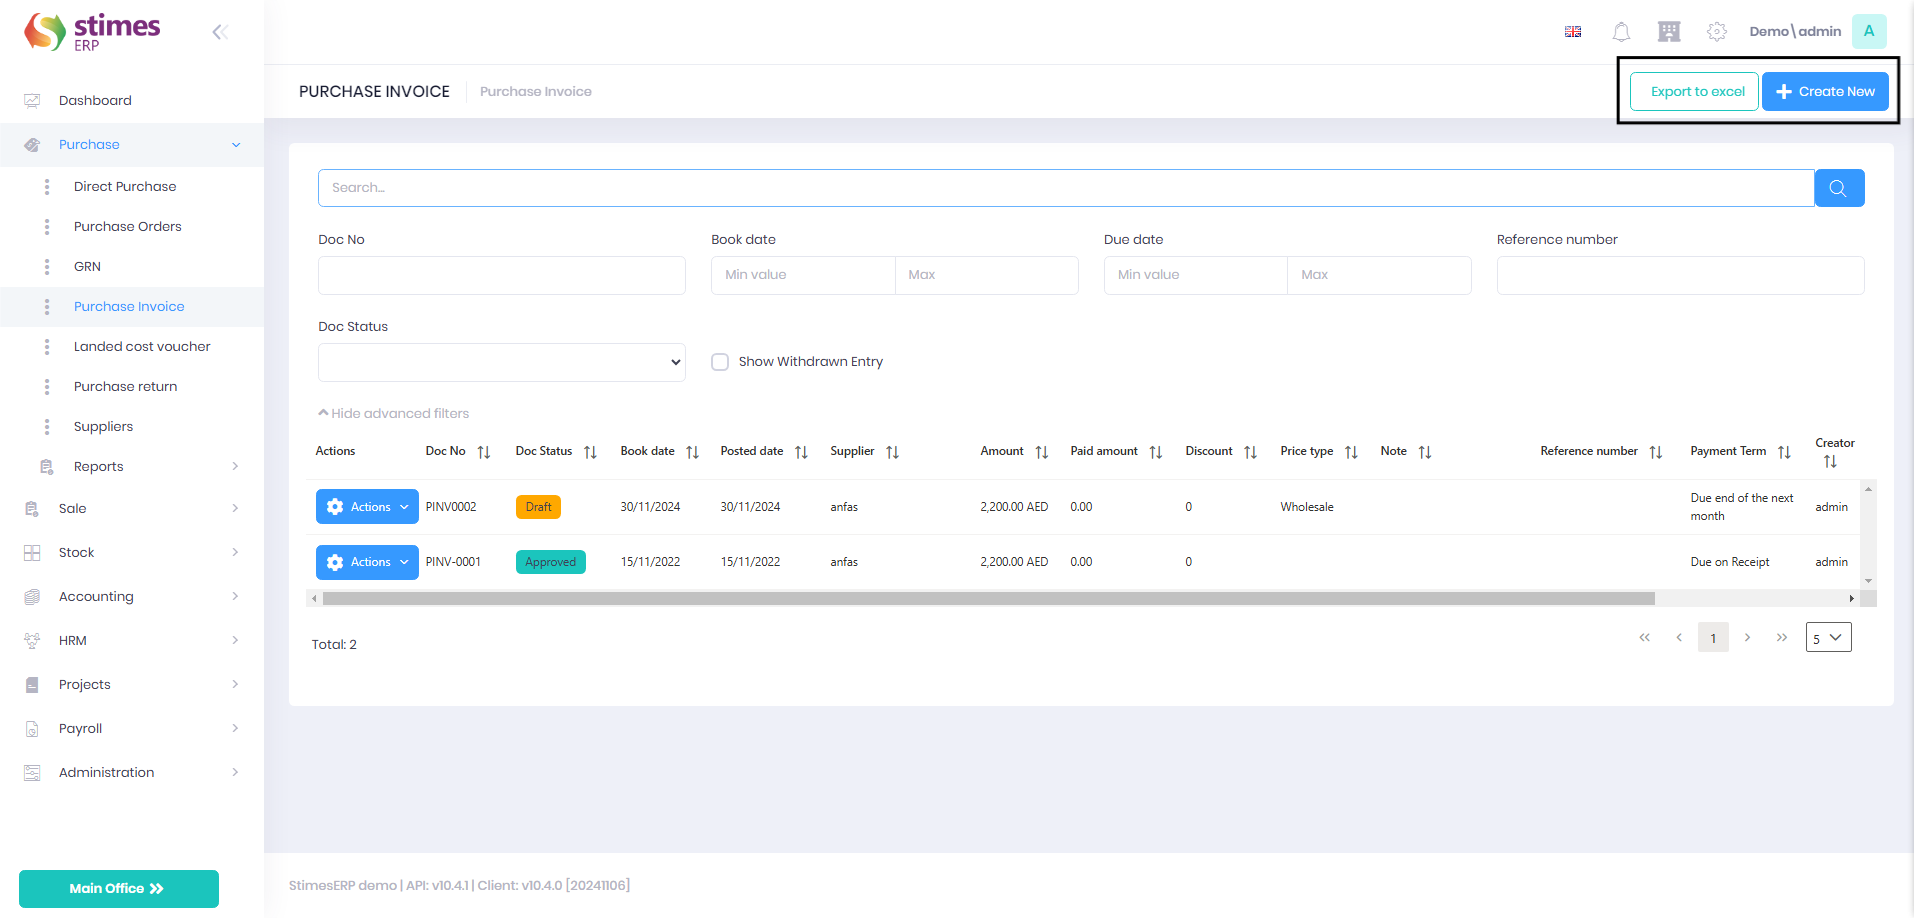 stimes
ERP
Demo\admin
A
PURCHASE INVOICE
Purchase Invoice
Export to excel
Create New
Dashboard
Purchase
Direct Purchase
Purchase Orders
GRN
Purchase Invoice
Landed cost voucher
Purchase return
Suppliers
Reports
Sale
Stock
Accounting
HRM
Projects
Payroll
Administration
Main Office
Search...
Doc No
Book date
Due date
Reference number
Min value
Max
Min value
Max
Doc Status
Show Withdrawn Entry
Hide advanced filters
Actions Doc No Doc Status Book date Posted date Supplier Amount Paid amount Discount Price type Note Reference number Payment Term Creator
Actions PINV0002 Draft 30/11/2024 30/11/2024 anfas 2,200.00 AED 0.00 0 Wholesale Due end of the next month admin
Actions PINV-0001 Approved 15/11/2022 15/11/2022 anfas 2,200.00 AED 0.00 0 Due on Receipt admin
Total: 2
1
5
StimesERP demo | API: v10.4.1 | Client: v10.4.0 [20241106]